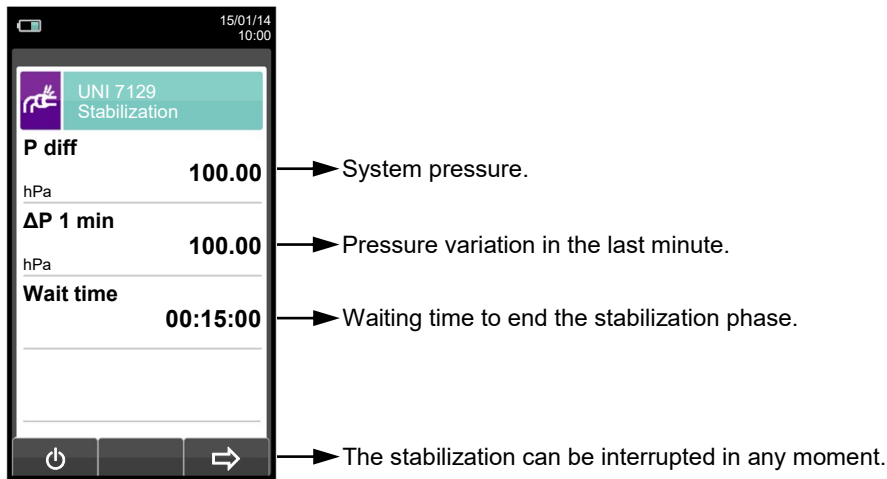 15/01/14
10:00
UNI 7129
Stabilization
P diff
100.00
hPa
System pressure.
ΔP 1 min
100.00
hPa
Pressure variation in the last minute.
Wait time
00:15:00
Waiting time to end the stabilization phase.
The stabilization can be interrupted in any moment.